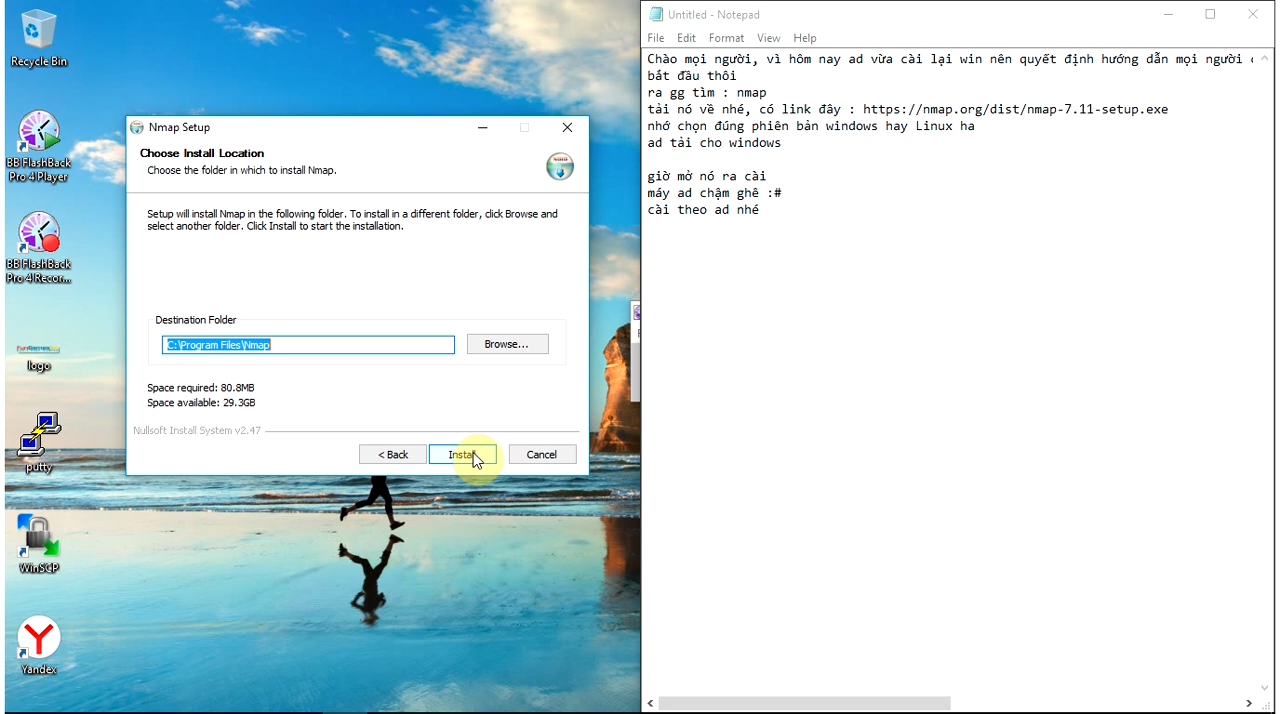 Recycle Bin
BB FlashBack
Pro 4 Player
BB FlashBack
Pro 4 Recor...
logo
putty
WinSCP
Yandex
Nmap Setup
Choose Install Location
Choose the folder in which to install Nmap.
Setup will install Nmap in the following folder. To install in a different folder, click Browse and
select another folder. Click Install to start the installation.
Destination Folder
C:\Program Files\Nmap
Browse...
Space required: 80.8MB
Space available: 29.3GB
Nullsoft Install System v2.47
< Back
Install
Cancel
Untitled - Notepad
File Edit Format View Help
Chào mọi người, vì hôm nay ad vừa cài lại win nên quyết định hướng dẫn mọi người
bắt đầu thôi
ra gg tìm : nmap
tải nó về nhé, có link đây : https://nmap.org/dist/nmap-7.11-setup.exe
nhớ chọn đúng phiên bản windows hay Linux ha
ad tải cho windows
giờ mở nó ra cài
máy ad chậm ghê :#
cài theo ad nhé